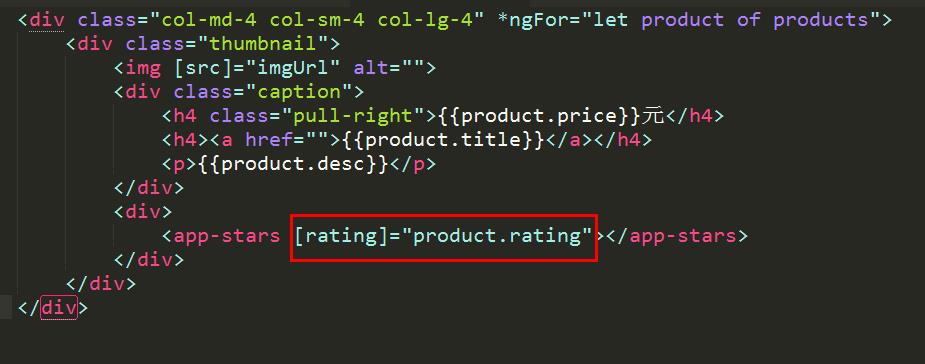 <div class="col-md-4 col-sm-4 col-lg-4" *ngFor="let product of products">
<div class="thumbnail">
<img [src]="imgUrl" alt="">
<div class="caption">
<h4 class="pull-right">{{product.price}}元</h4>
<h4><a href="">{{product.title}}</a></h4>
<p>{{product.desc}}</p>
</div>
<div>
<app-stars [rating]="product.rating"></app-stars>
</div>
</div>
</div>